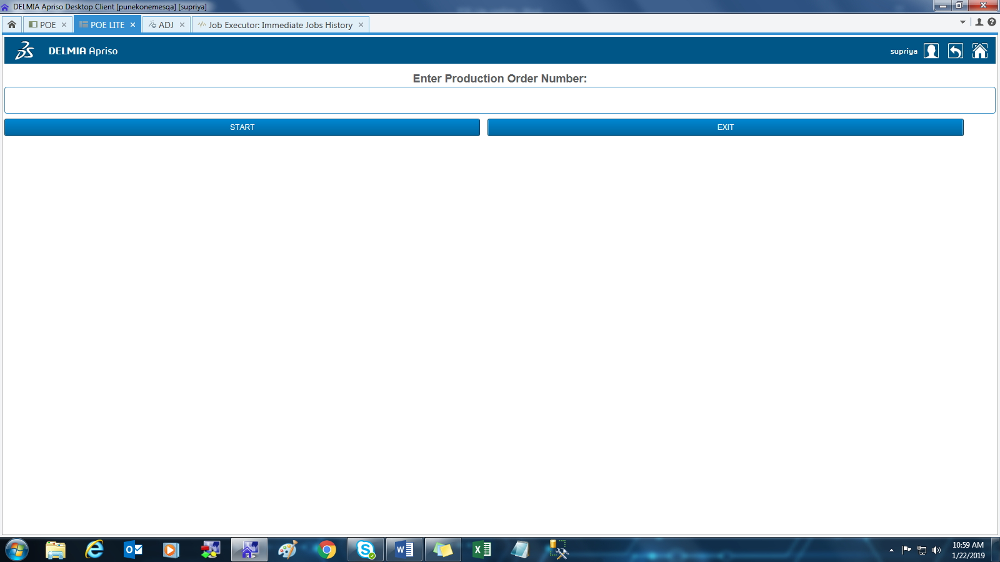 DELMIA Apriso Desktop Client [punekonemesqa] [supriya]
POE
POE LITE
ADJ
Job Executor: Immediate Jobs History
DELMIA Apriso
supriya
Enter Production Order Number:
START
EXIT
10:59 AM
1/22/2019